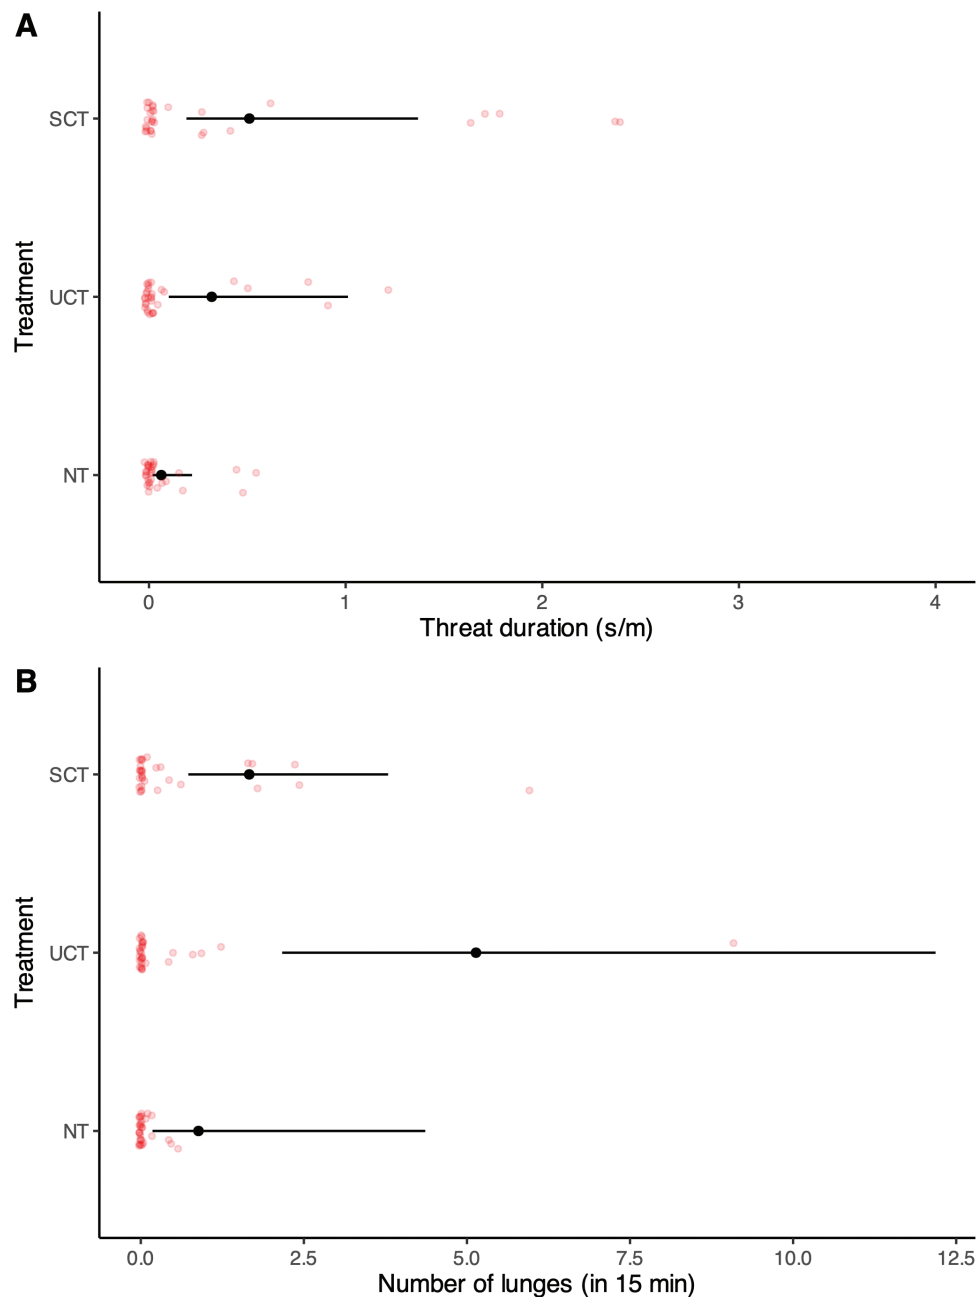 A
SCT
UCT
NT
Treatment
0 1 2 3 4
Threat duration (s/m)
B
SCT
UCT
NT
Treatment
0.0 2.5 5.0 7.5 10.0 12.5
Number of lunges (in 15 min)